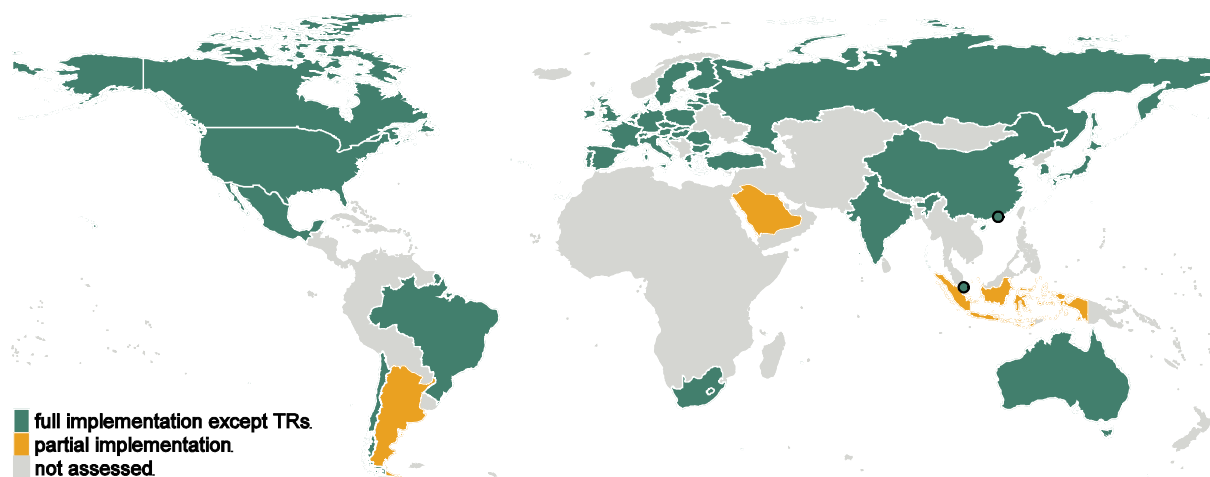 full implementation except TRs.
partial implementation.
not assessed.